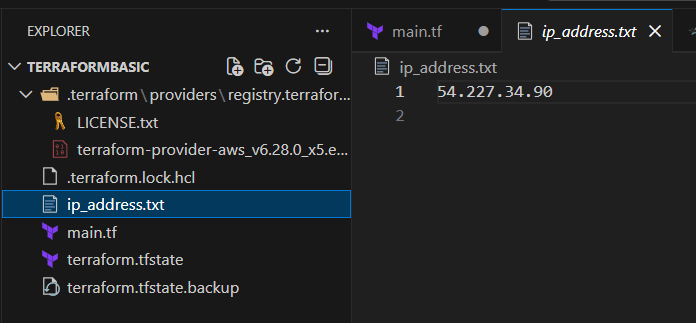 EXPLORER
TERRAFORMBASIC
.terraform\providers\registry.terrafor...
LICENSE.txt
terraform-provider-aws_v6.28.0_x5.e...
.terraform.lock.hcl
ip_address.txt
main.tf
terraform.tfstate
terraform.tfstate.backup
main.tf
ip_address.txt
ip_address.txt
1 54.227.34.90
2